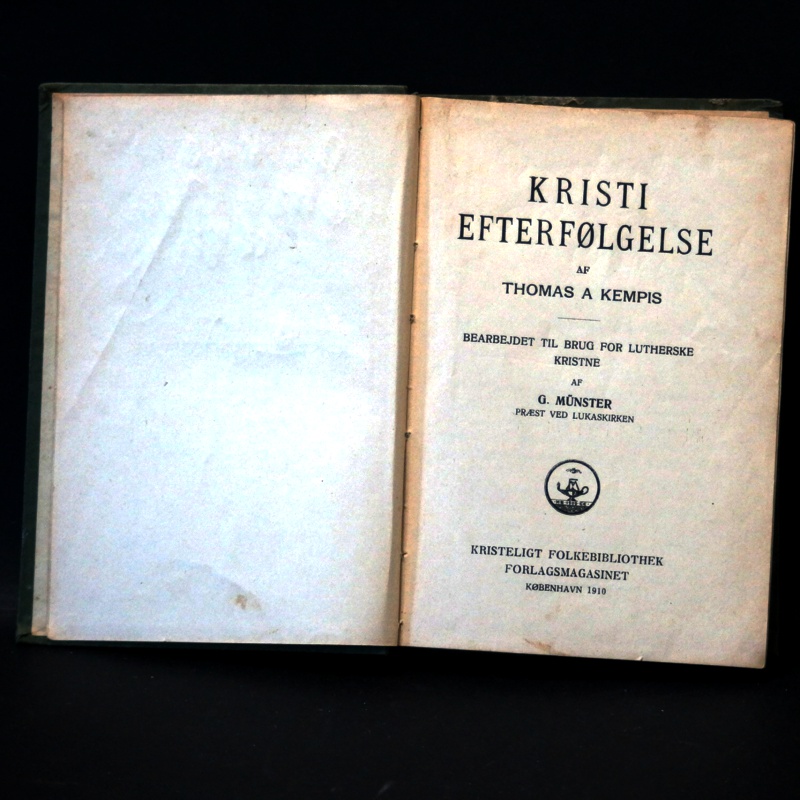 KRISTI
EFTERFØLGELSE
AF
THOMAS A KEMPIS
BEARBEJDET TIL BRUG FOR LUTHERSKE
KRISTNE
AF
G. MÜNSTER
PRÆST VED LUKASKIRKEN
KRISTELIGT FOLKEBIBLIOTHEK
FORLAGSMAGASINET
KØBENHAVN 1910